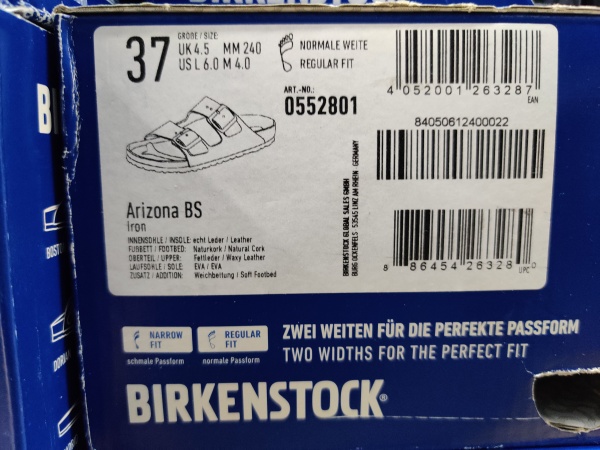 BIRKENSTOCK
37
GRÖßE / SIZE:
UK 4.5 MM 240
US L 6.0 M 4.0
NORMALE WEITE
REGULAR FIT
4 052001 263287
EAN
ART.-NO.:
0552801
84050612400022
Arizona BS
Iron
INNENSOHLE / INSOLE: echt Leder / Leather
FUßBETT / FOOTBED: Naturkork / Natural Cork
OBERTEIL / UPPER: Fettleder / Waxy Leather
LAUFSOHLE / SOLE: EVA / EVA
ZUSATZ / ADDITION: Weichbettung / Soft Footbed
BIRKENSTOCK GLOBAL SALES GMBH
BURG OCKENFELS 53545 LINZ AM RHEIN GERMANY
8 86454 26328 0
UPC
NARROW FIT
schmale Passform
REGULAR FIT
normale Passform
ZWEI WEITEN FÜR DIE PERFEKTE PASSFORM
TWO WIDTHS FOR THE PERFECT FIT
BIRKENSTOCK®